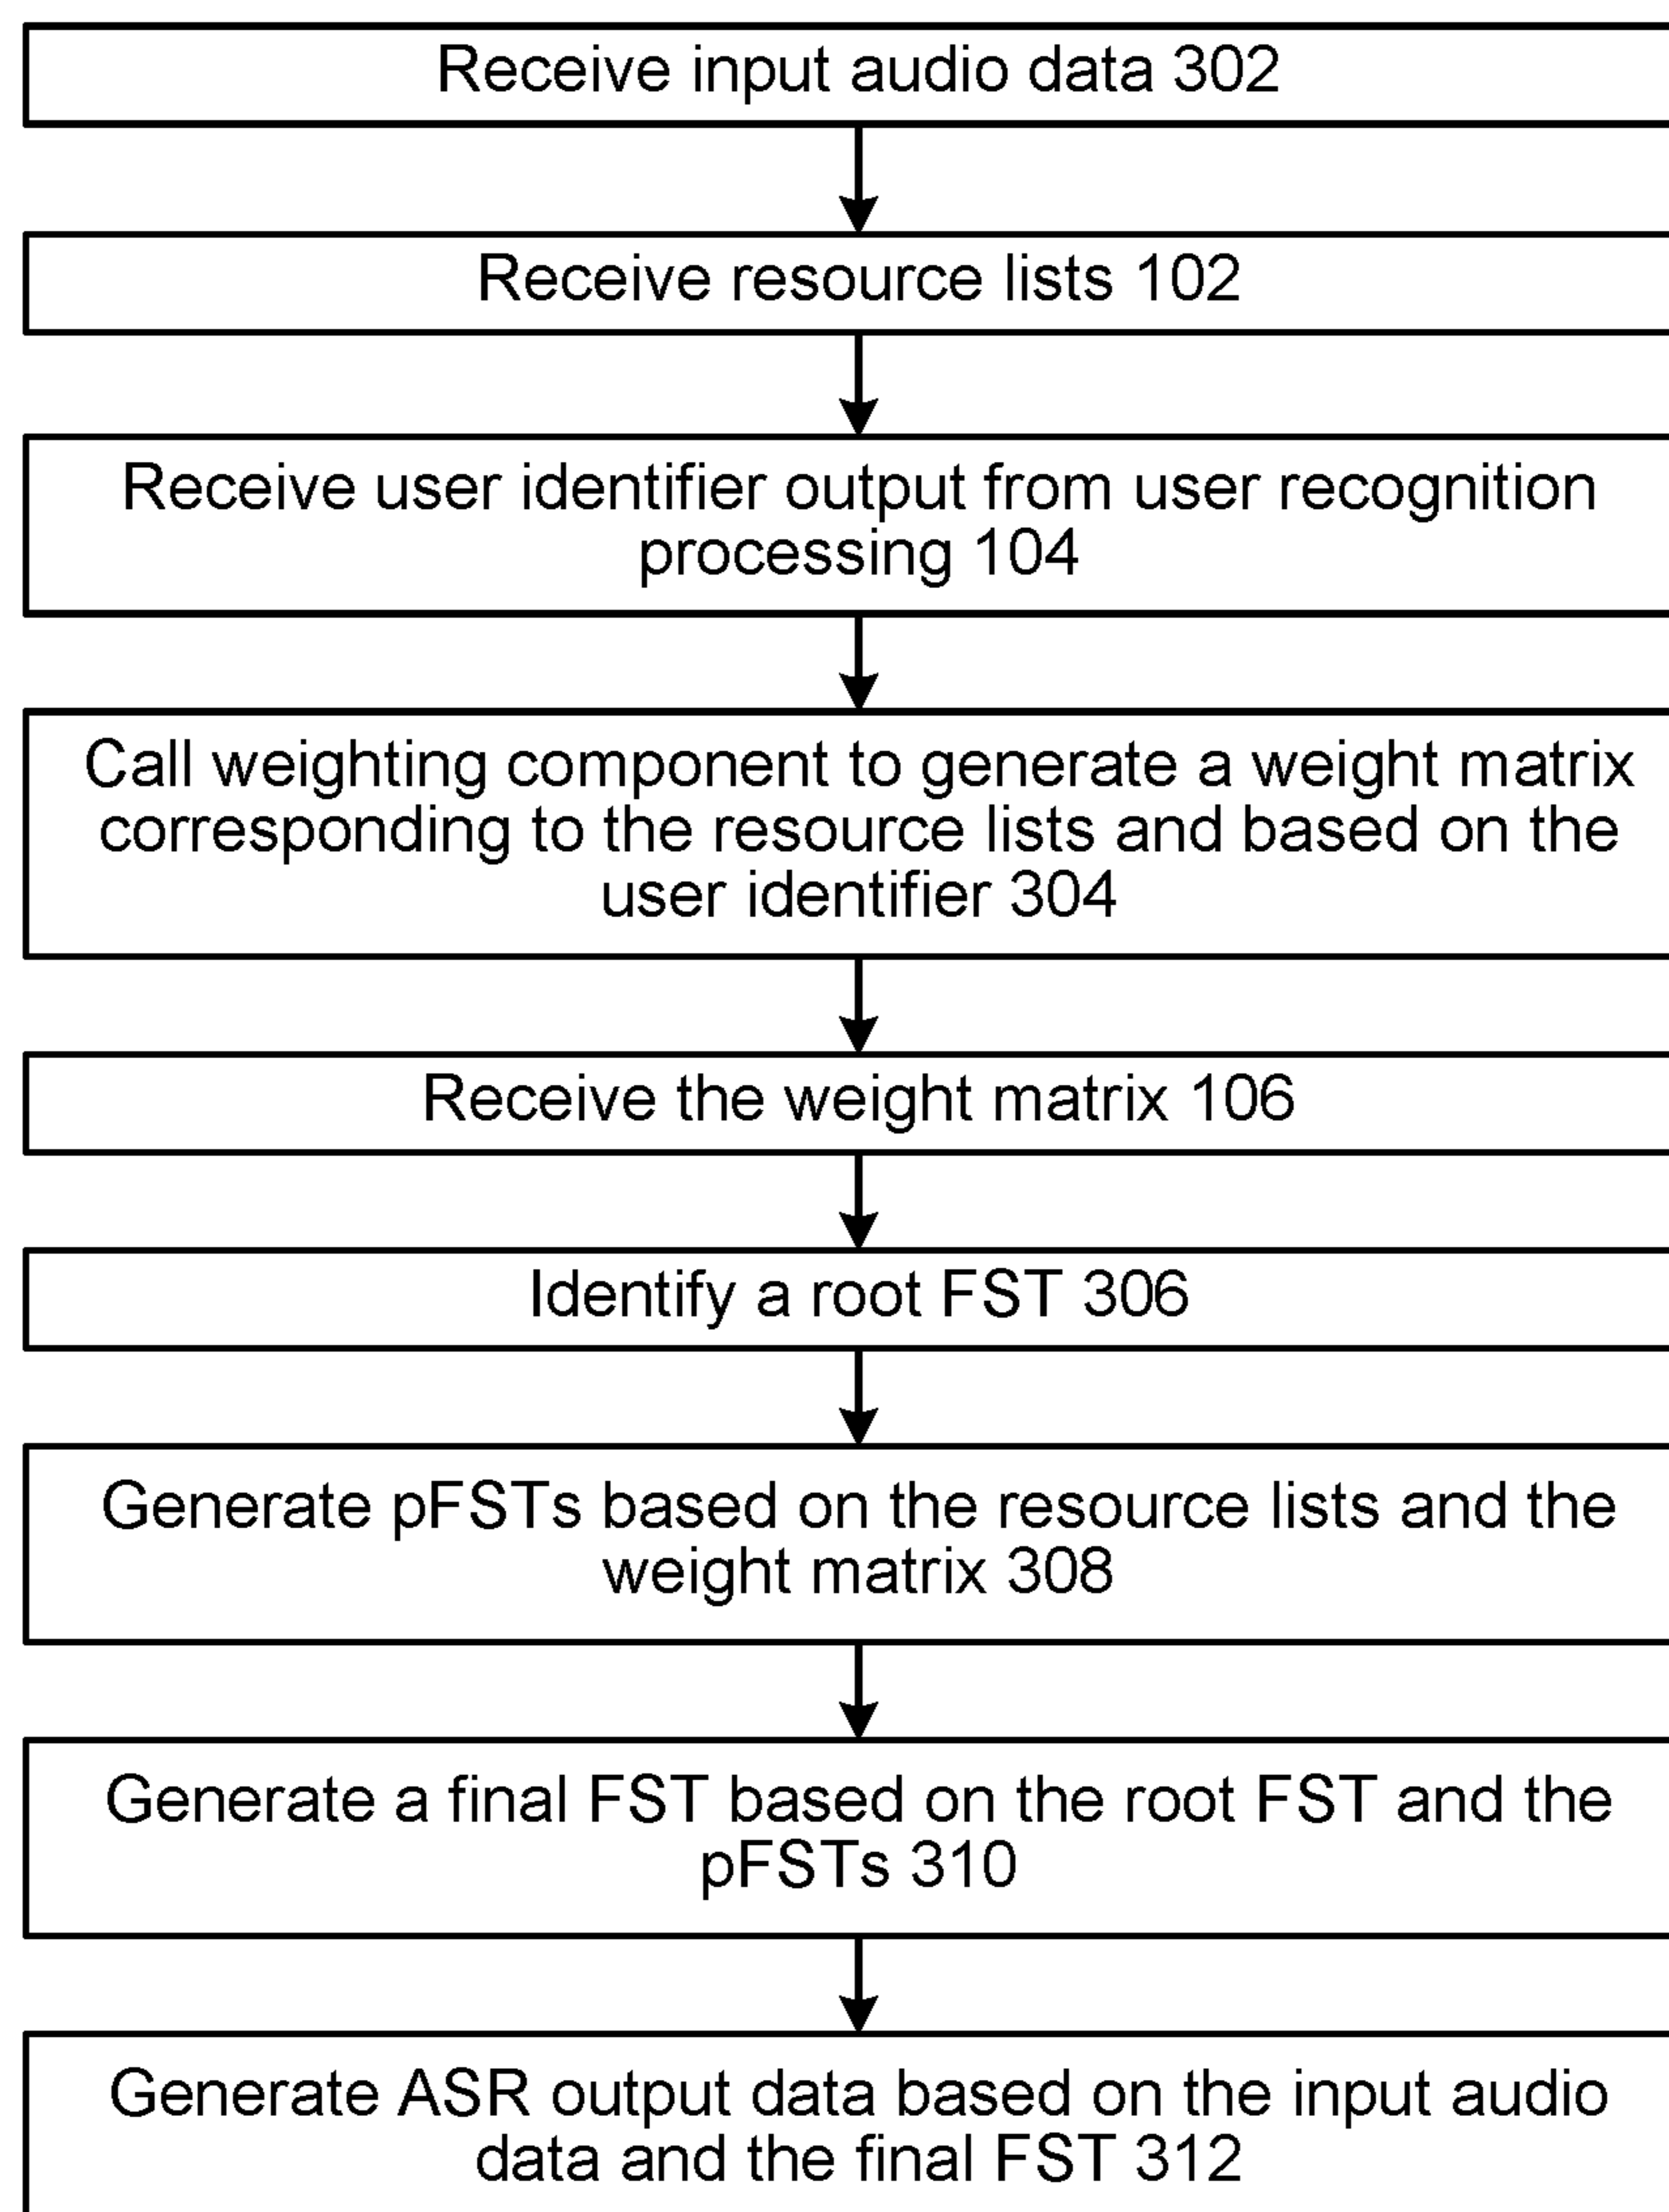 Receive input audio data 302
Receive resource lists 102
Receive user identifier output from user recognition
processing 104
Call weighting component to generate a weight matrix
corresponding to the resource lists and based on the
user identifier 304
Receive the weight matrix 106
Identify a root FST 306
Generate pFSTs based on the resource lists and the
weight matrix 308
Generate a final FST based on the root FST and the
pFSTs 310
Generate ASR output data based on the input audio
data and the final FST 312